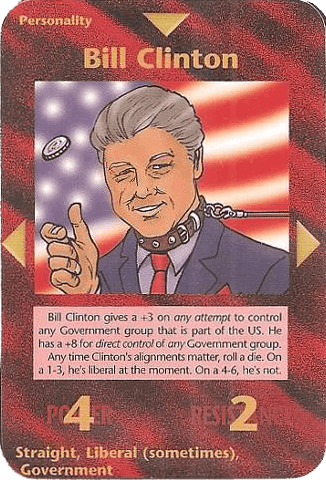 Personality
Bill Clinton
Bill Clinton gives a +3 on any attempt to control
any Government group that is part of the US. He
has a +8 for direct control of any Government group.
Any time Clinton's alignments matter, roll a die. On
a 1-3, he's liberal at the moment. On a 4-6, he's not.
POWER 4 RESISTANCE 2
Straight, Liberal (sometimes),
Government